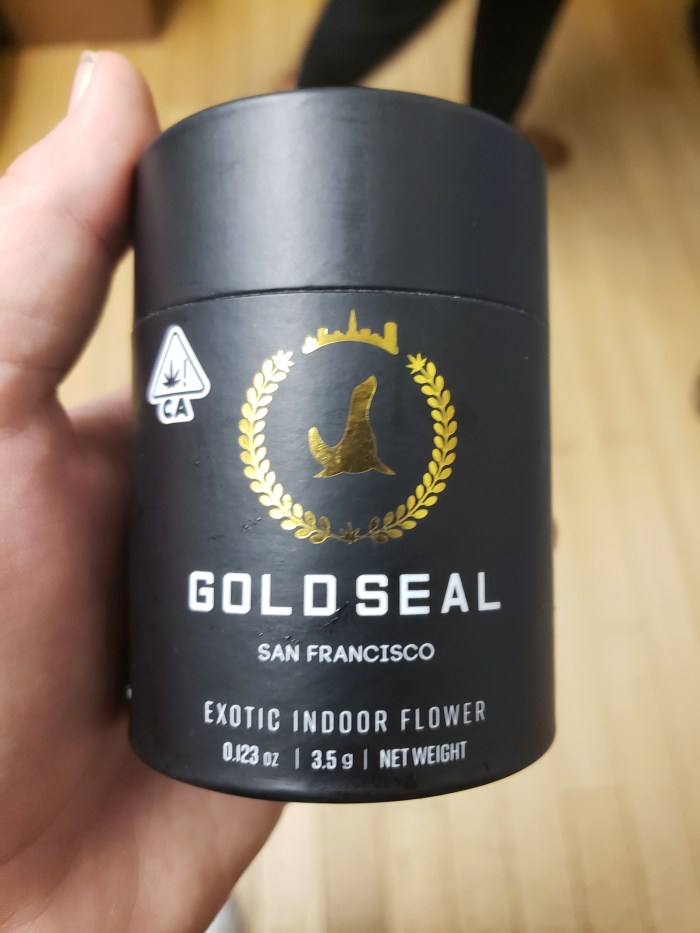 CA
GOLD SEAL
SAN FRANCISCO
EXOTIC INDOOR FLOWER
0.123 oz | 3.5 g | NET WEIGHT